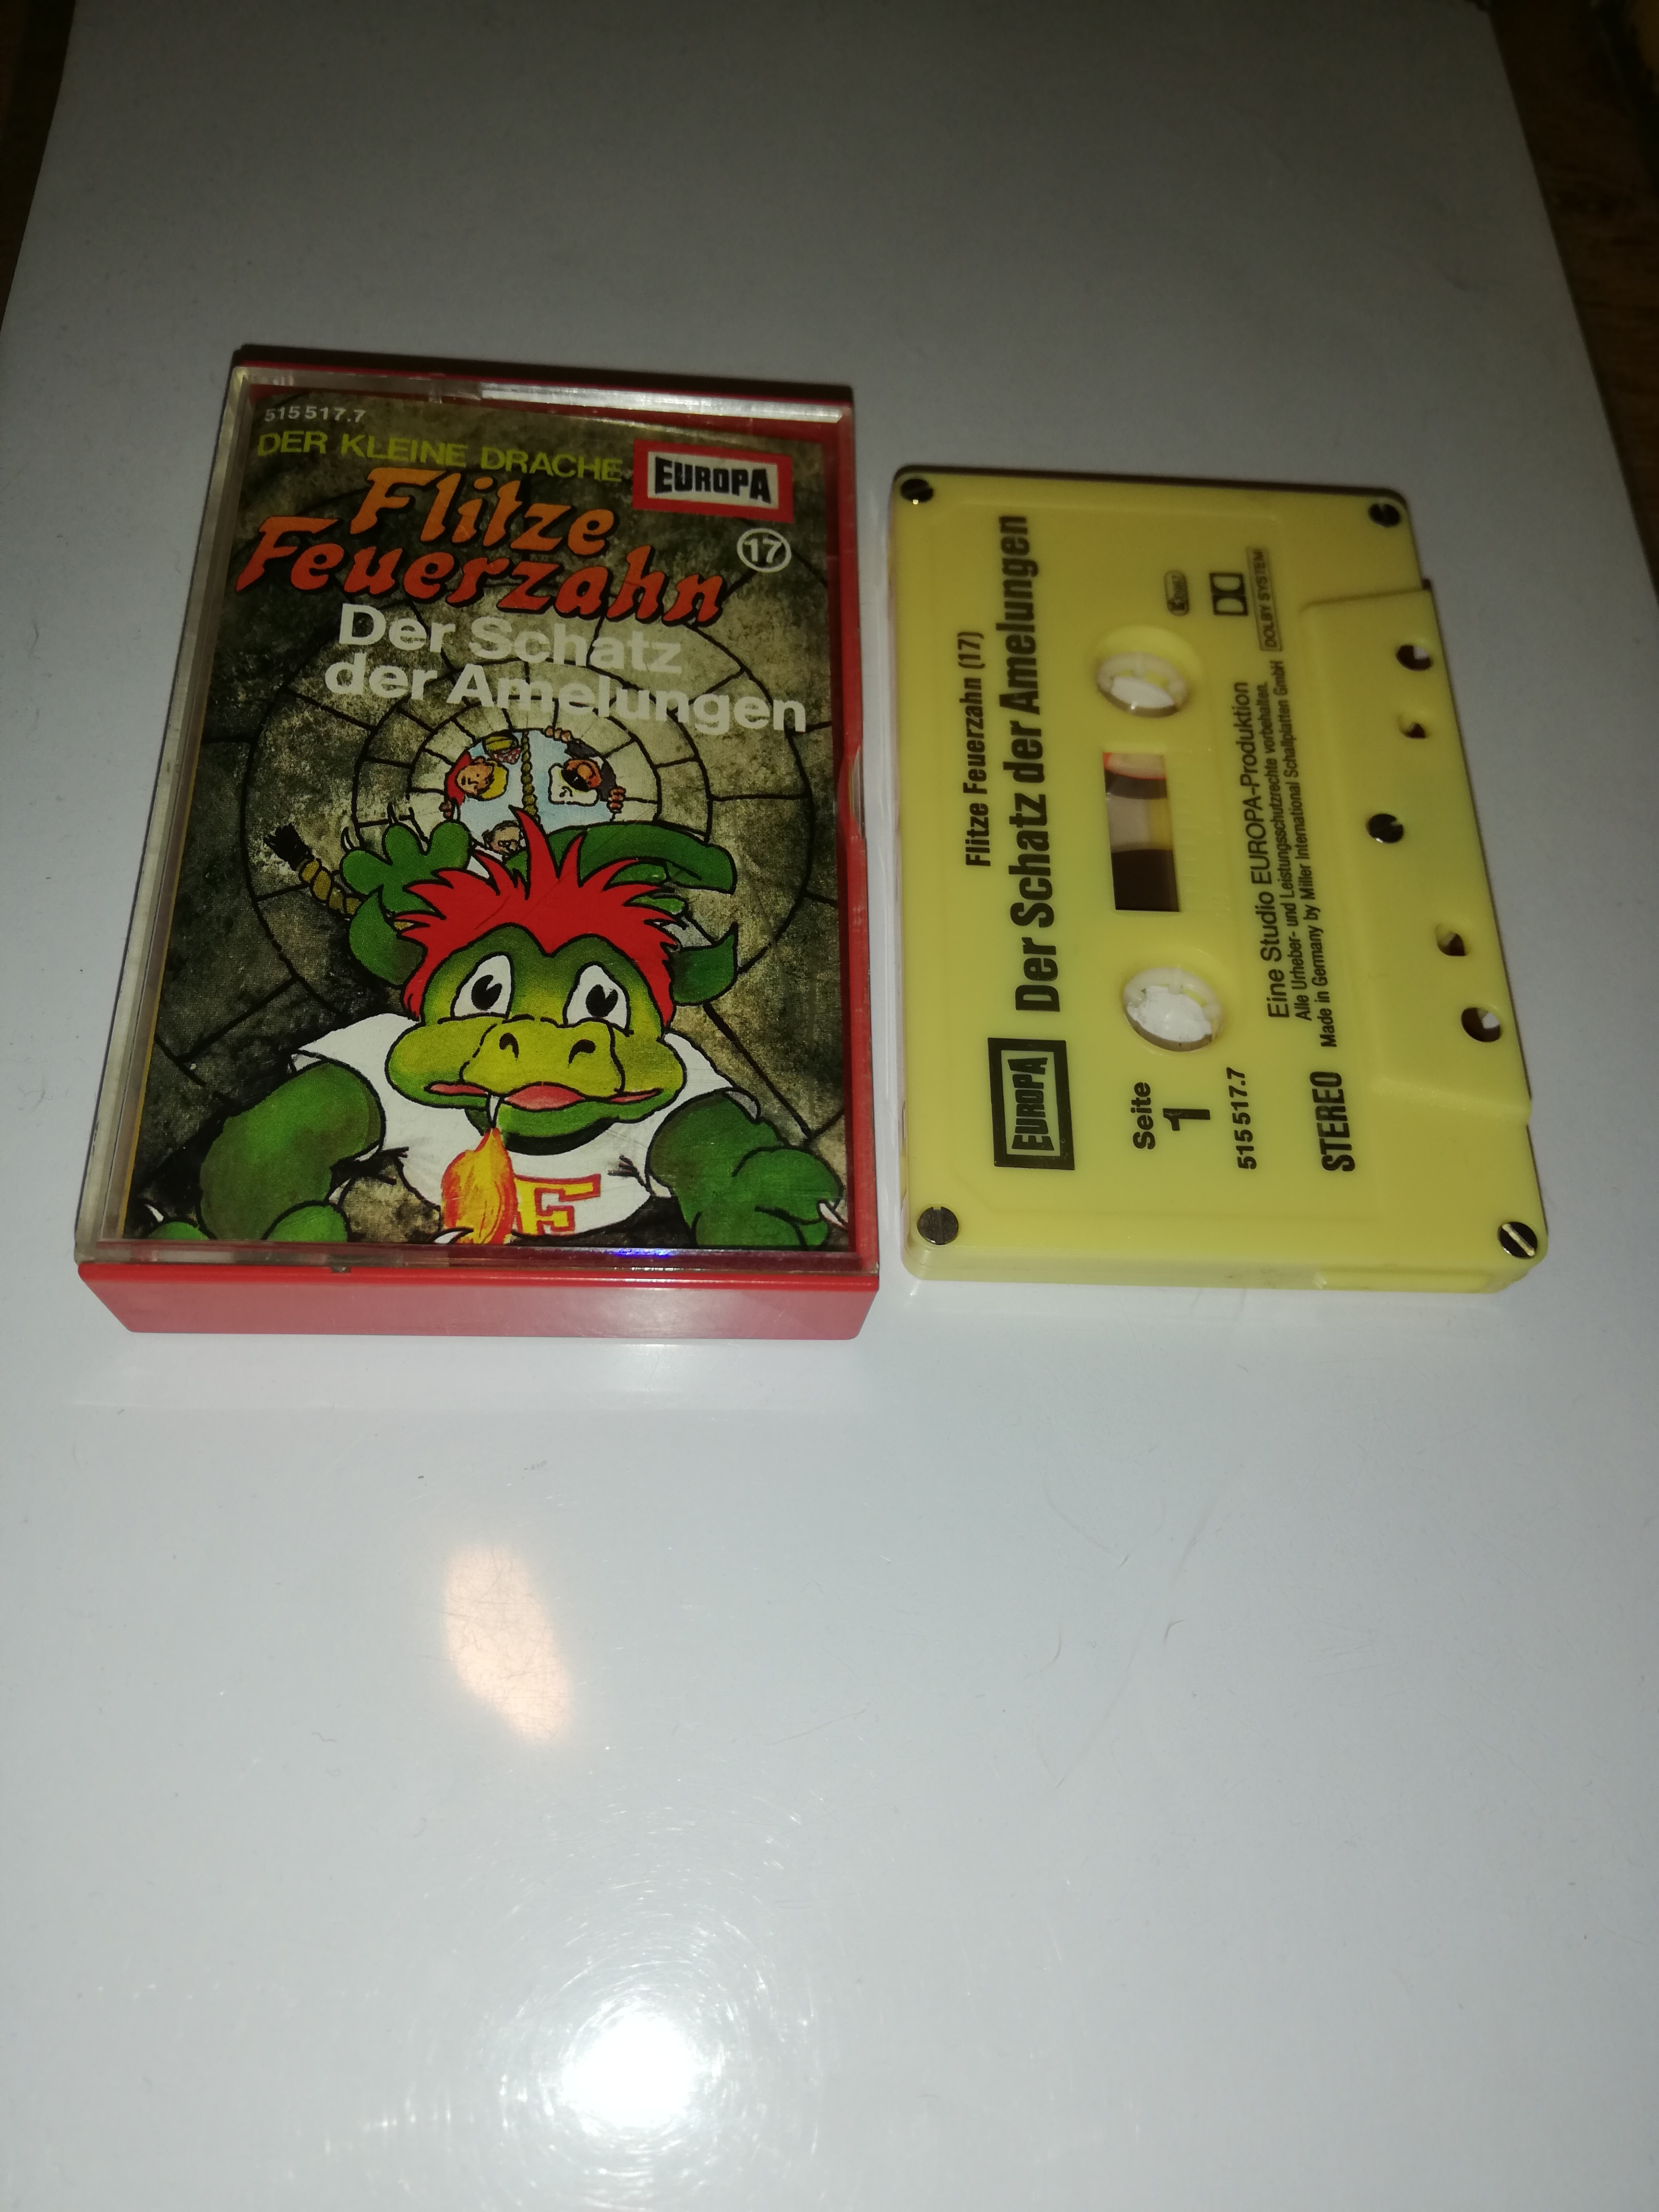 515 517.7
DER KLEINE DRACHE
EUROPA
Flitze
Feuerzahn
17
Der Schatz
der Amelungen
F
Flitze Feuerzahn (17)
EUROPA Der Schatz der Amelungen
Seite
1
515 517.7
Eine Studio EUROPA-Produktion
Alle Urheber- und Leistungsschutzrechte vorbehalten.
STEREO Made in Germany by Miller International Schallplatten GmbH
DOLBY SYSTEM